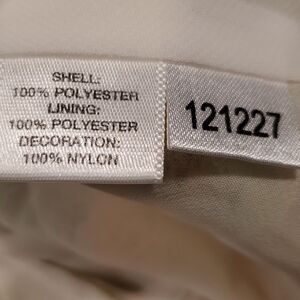 SHELL:
100% POLYESTER
LINING:
100% POLYESTER
DECORATION:
100% NYLON
121227